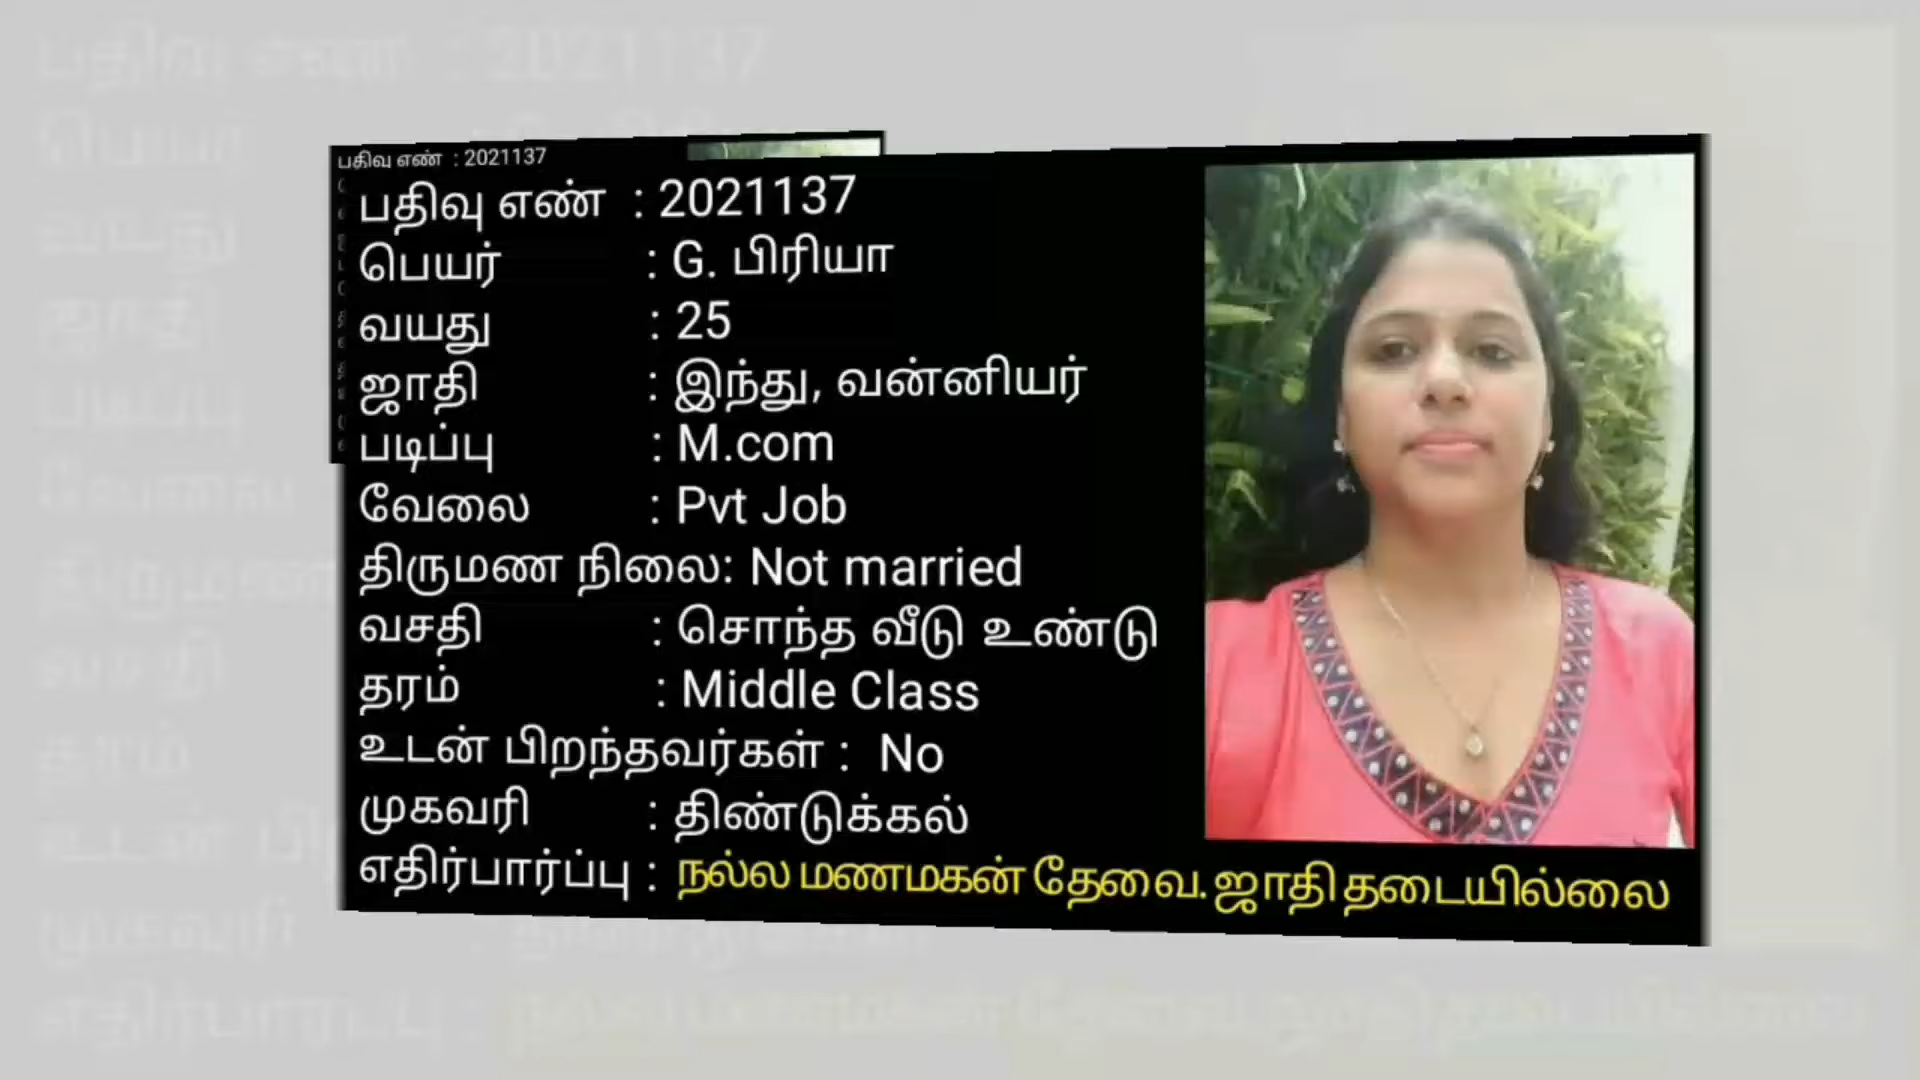 பதிவு எண் : 2021137
பதிவு எண் : 2021137
பெயர் : G. பிரியா
வயது : 25
ஜாதி : இந்து, வன்னியர்
படிப்பு : M.com
வேலை : Pvt Job
திருமண நிலை: Not married
வசதி : சொந்த வீடு உண்டு
தரம் : Middle Class
உடன் பிறந்தவர்கள் : No
முகவரி : திண்டுக்கல்
எதிர்பார்ப்பு : நல்ல மணமகன் தேவை. ஜாதி தடையில்லை